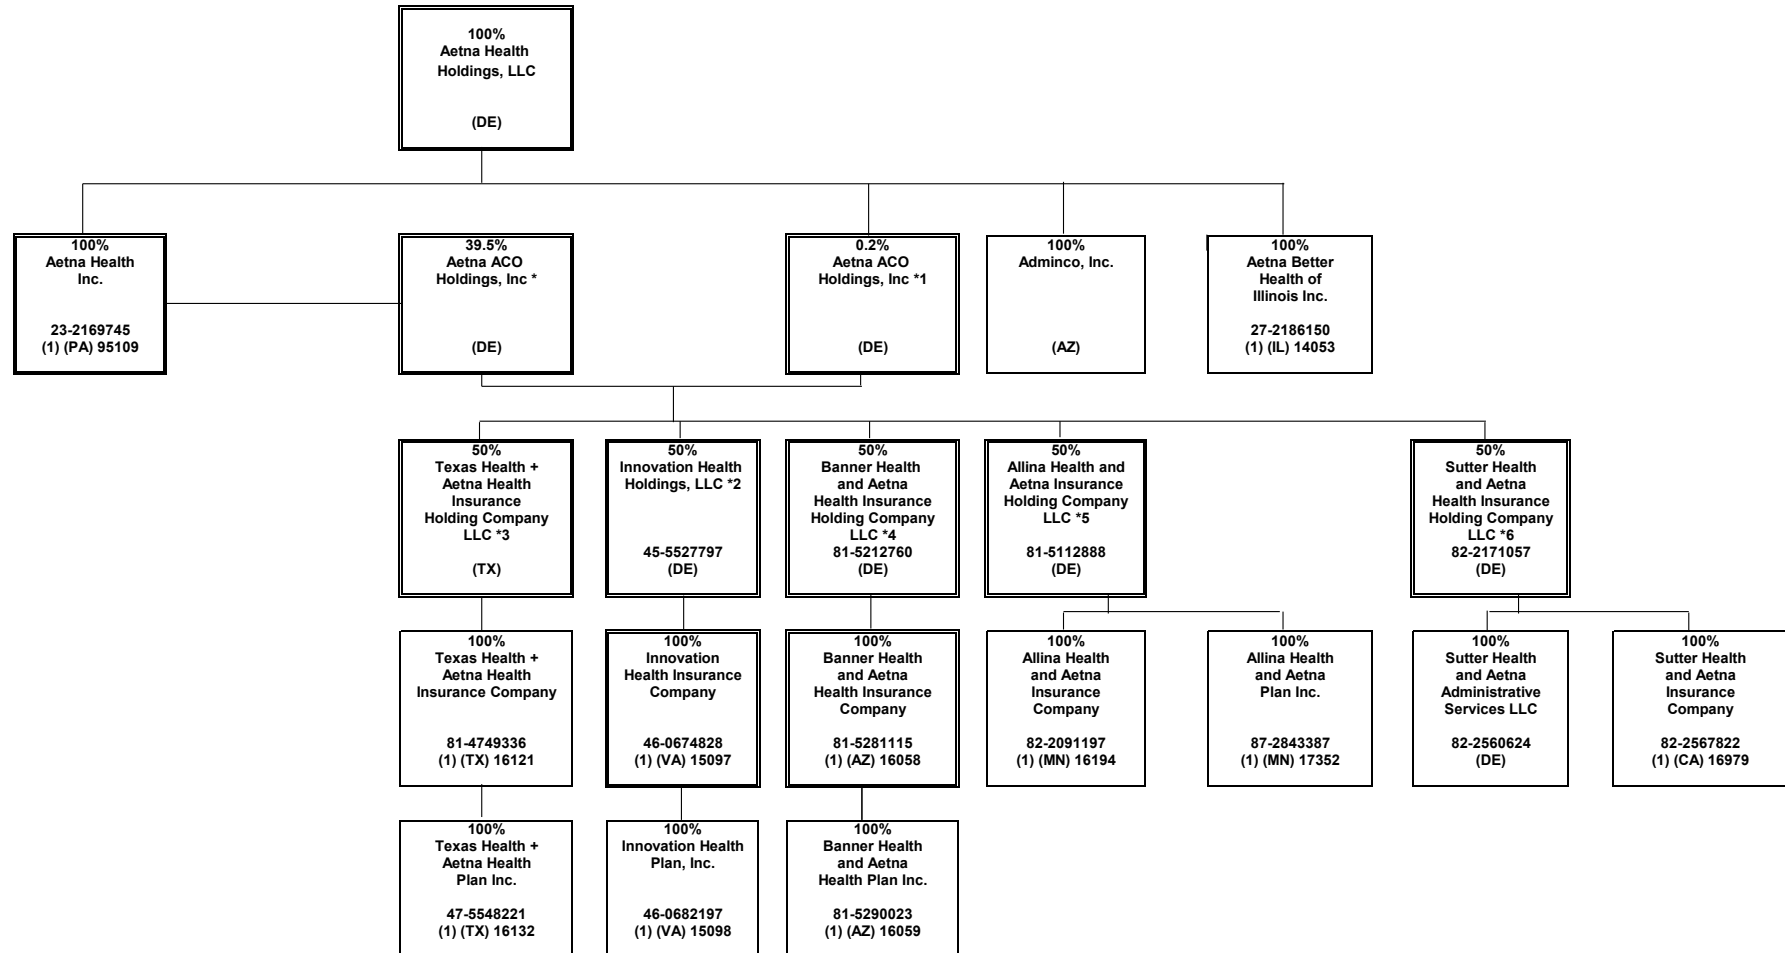 100%
Aetna Health
Holdings, LLC
(DE)
100%
Aetna Health
Inc.
23-2169745
(1) (PA) 95109
39.5%
Aetna ACO
Holdings, Inc *
(DE)
0.2%
Aetna ACO
Holdings, Inc *1
(DE)
100%
Adminco, Inc.
(AZ)
100%
Aetna Better
Health of
Illinois Inc.
27-2186150
(1) (IL) 14053
50%
Texas Health +
Aetna Health
Insurance
Holding Company
LLC *3
(TX)
50%
Innovation Health
Holdings, LLC *2
45-5527797
(DE)
50%
Banner Health
and Aetna
Health Insurance
Holding Company
LLC *4
81-5212760
(DE)
50%
Allina Health and
Aetna Insurance
Holding Company
LLC *5
81-5112888
(DE)
50%
Sutter Health
and Aetna
Health Insurance
Holding Company
LLC *6
82-2171057
(DE)
100%
Texas Health +
Aetna Health
Insurance Company
81-4749336
(1) (TX) 16121
100%
Innovation
Health Insurance
Company
46-0674828
(1) (VA) 15097
100%
Banner Health
and Aetna
Health Insurance
Company
81-5281115
(1) (AZ) 16058
100%
Allina Health
and Aetna
Insurance
Company
82-2091197
(1) (MN) 16194
100%
Allina Health
and Aetna
Plan Inc.
87-2843387
(1) (MN) 17352
100%
Sutter Health
and Aetna
Administrative
Services LLC
82-2560624
(DE)
100%
Sutter Health
and Aetna
Insurance
Company
82-2567822
(1) (CA) 16979
100%
Texas Health +
Aetna Health
Plan Inc.
47-5548221
(1) (TX) 16132
100%
Innovation Health
Plan, Inc.
46-0682197
(1) (VA) 15098
100%
Banner Health
and Aetna
Health Plan Inc.
81-5290023
(1) (AZ) 16059